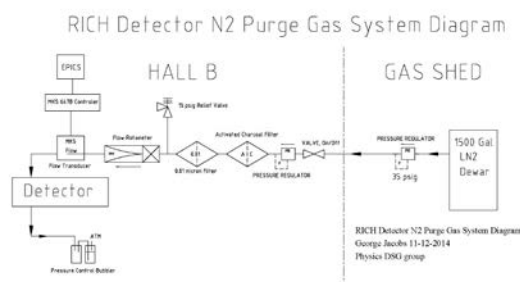 RICH Detector N2 Purge Gas System Diagram
HALL B
GAS SHED
EPICS
MKS 647B Controler
MKS
Flow
Flow Transducer
Detector
ATM
Pressure Control Bubbler
Flow Rotameter
15 psig Relief Valve
0.01
0.01 micron filter
Activated Charcoal Filter
PRESSURE REGULATOR
VALVE, ON/OFF
PRESSURE REGULATOR
35 psig
1500 Gal
LN2
Dewar
RICH Detector N2 Purge Gas System Diagram
George Jacobs 11-12-2014
Physics DSG group